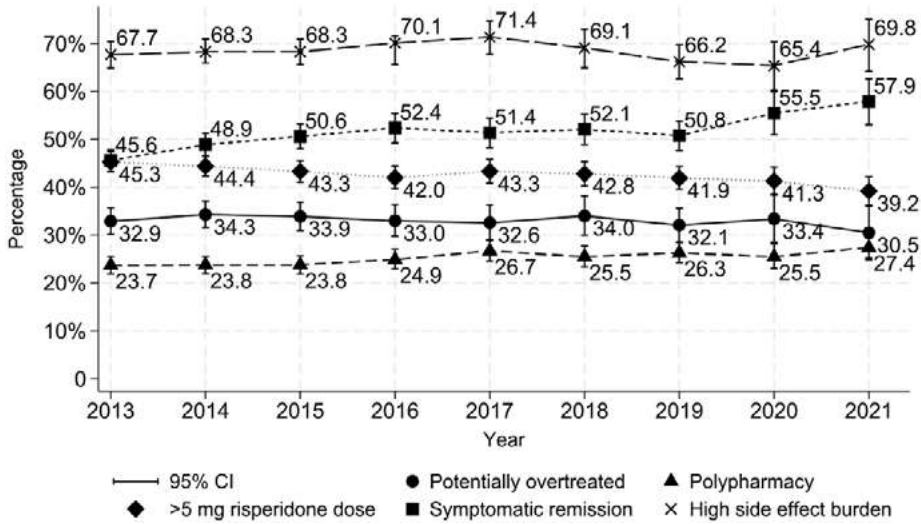 70%
60%
50%
40%
30%
20%
10%
0
Percentage
67.7 68.3 68.3 70.1 71.4 69.1 66.2 65.4 69.8
45.6 48.9 50.6 52.4 51.4 52.1 50.8 55.5 57.9
45.3 44.4 43.3 42.0 43.3 42.8 41.9 41.3 39.2
32.9 34.3 33.9 33.0 32.6 34.0 32.1 33.4 30.5
23.7 23.8 23.8 24.9 26.7 25.5 26.3 25.5 27.4
2013 2014 2015 2016 2017 2018 2019 2020 2021
Year
95% CI Potentially overtreated Polypharmacy
>5 mg risperidone dose Symptomatic remission High side effect burden